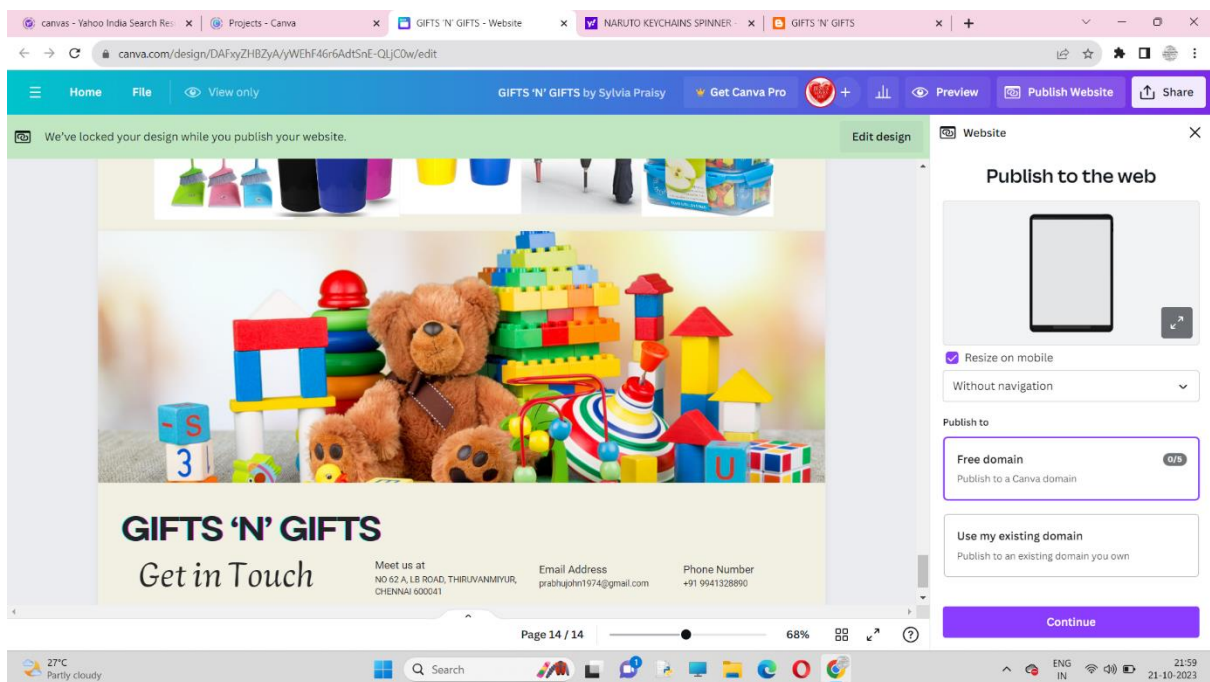 canvas - Yahoo India Search Res
Projects - Canva
GIFTS 'N' GIFTS - Website
NARUTO KEYCHAINS SPINNER -
GIFTS 'N' GIFTS
canva.com/design/DAFxyZHBZyA/yWEhF46r6AdtSnE-QLjC0w/edit
Home
File
View only
GIFTS 'N' GIFTS by Sylvia Praisy
Get Canva Pro
Preview
Publish Website
Share
We've locked your design while you publish your website.
Edit design
Website
Publish to the web
Resize on mobile
Without navigation
Publish to
Free domain
0/5
Publish to a Canva domain
Use my existing domain
Publish to an existing domain you own
Continue
S
3
U
GIFTS 'N' GIFTS
Get in Touch
Meet us at
NO 62 A, LB ROAD, THIRUVANMIYUR,
CHENNAI 600041
Email Address
prabhujohn1974@gmail.com
Phone Number
+91 9941328890
Page 14 / 14
68%
27°C
Partly cloudy
Search
ENG
IN
21:59
21-10-2023